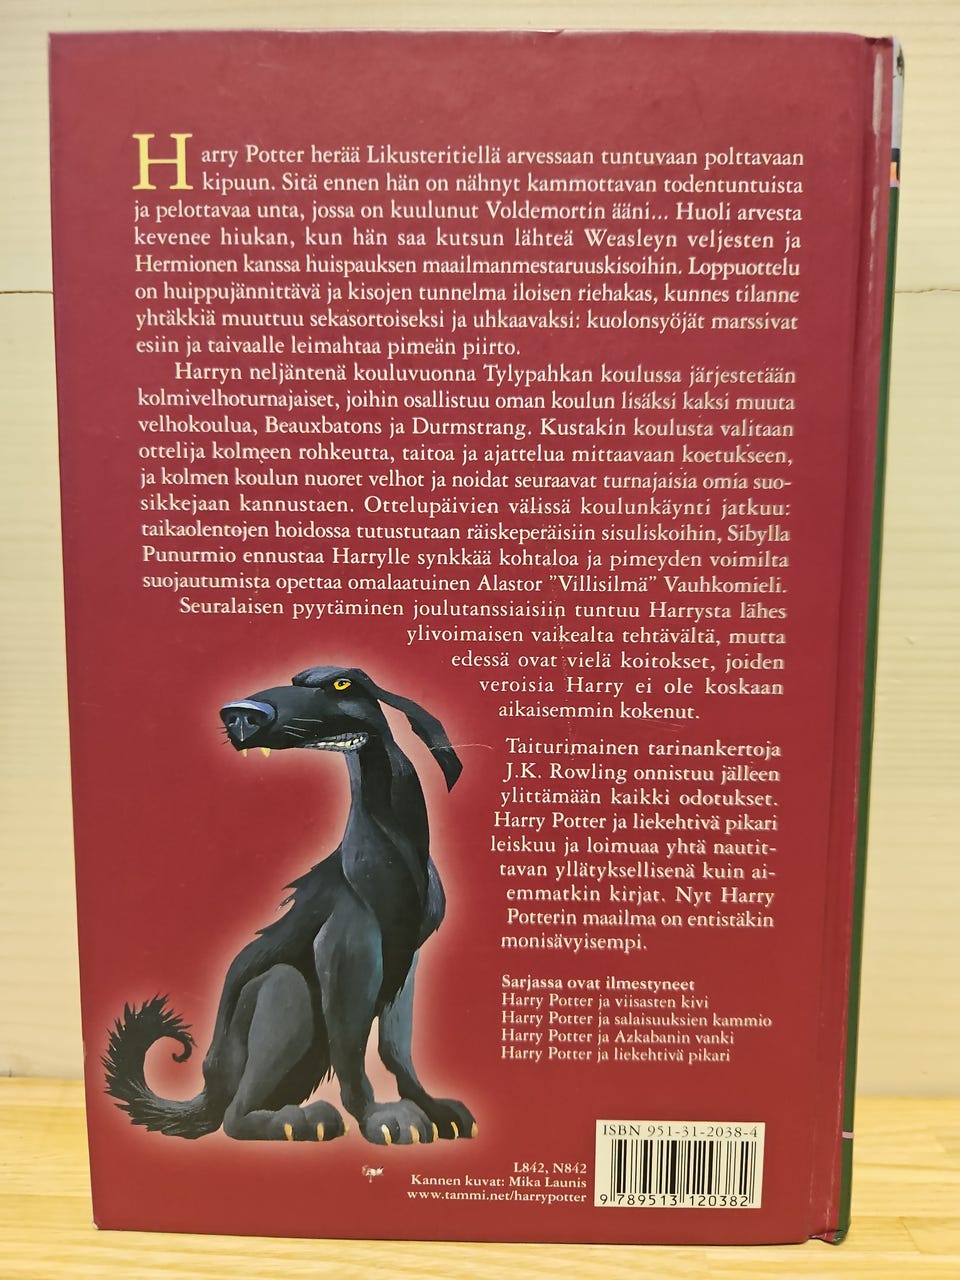 Harry Potter herää Likusteritiellä arvessaan tuntuvaan polttavaan
kipuun. Sitä ennen hän on nähnyt kammottavan todentuntuista
ja pelottavaa unta, jossa on kuulunut Voldemortin ääni... Huoli arvesta
kevenee hiukan, kun hän saa kutsun lähteä Weasleyn veljesten ja
Hermionen kanssa huispauksen maailmanmestaruuskisoihin. Loppuottelu
on huippujännittävä ja kisojen tunnelma iloisen riehakas, kunnes tilanne
yhtäkkiä muuttuu sekasortoiseksi ja uhkaavaksi: kuolonsyöjät marssivat
esiin ja taivaalle leimahtaa pimeän piirto.
Harryn neljäntenä kouluvuonna Tylypahkan koulussa järjestetään
kolmivelhoturnajaiset, joihin osallistuu oman koulun lisäksi kaksi muuta
velhokoulua, Beauxbatons ja Durmstrang. Kustakin koulusta valitaan
ottelija kolmeen rohkeutta, taitoa ja ajattelua mittaavaan koetukseen,
ja kolmen koulun nuoret velhot ja noidat seuraavat turnajaisia omia suo-
sikkejaan kannustaen. Ottelupäivien välissä koulunkäynti jatkuu:
taikaolentojen hoidossa tutustutaan räiskeperäisiin sisuliskoihin, Sibylla
Punurmio ennustaa Harrylle synkkää kohtaloa ja pimeyden voimilta
suojautumista opettaa omalaatuinen Alastor ”Villisilmä” Vauhkomieli.
Seuralaisen pyytäminen joulutanssiaisiin tuntuu Harrysta lähes
ylivoimaisen vaikealta tehtävältä, mutta
edessä ovat vielä koitokset, joiden
veroisia Harry ei ole koskaan
aikaisemmin kokenut.
Taiturimainen tarinankertoja
J.K. Rowling onnistuu jälleen
ylittämään kaikki odotukset.
Harry Potter ja liekehtivä pikari
leiskuu ja loimuaa yhtä nautit-
tavan yllätyksellisenä kuin ai-
emmatkin kirjat. Nyt Harry
Potterin maailma on entistäkin
monisävyisempi.
Sarjassa ovat ilmestyneet
Harry Potter ja viisasten kivi
Harry Potter ja salaisuuksien kammio
Harry Potter ja Azkabanin vanki
Harry Potter ja liekehtivä pikari
L842, N842
Kannen kuvat: Mika Launis
www.tammi.net/harrypotter
ISBN 951-31-2038-4
9 789513 120382